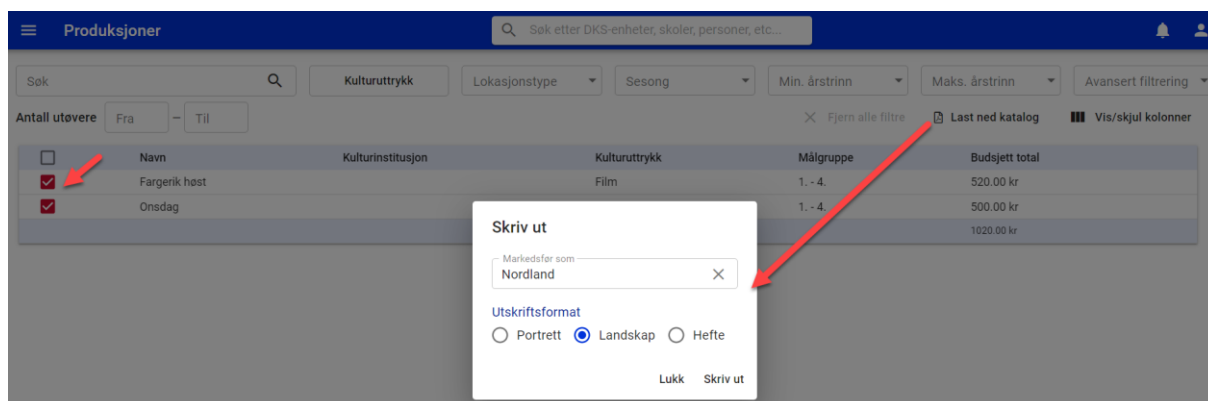 Produksjoner Søk etter DKS-enheter, skoler, personer, etc...
Søk Kulturuttrykk Lokasjonstype Sesong Min. årstrinn Maks. årstrinn Avansert filtrering
Antall utøvere Fra – Til Fjern alle filtre Last ned katalog Vis/skjul kolonner
Navn Kulturinstitusjon Kulturuttrykk Målgruppe Budsjett total
Fargerik høst Film 1. - 4. 520.00 kr
Onsdag 1. - 4. 500.00 kr
1020.00 kr
Skriv ut
Markedsfør som
Nordland
Utskriftsformat
Portrett Landskap Hefte
Lukk Skriv ut